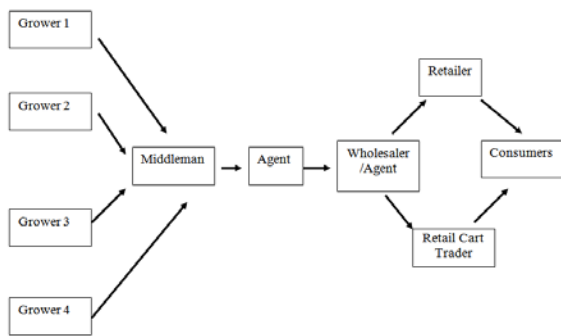 Grower 1
Grower 2
Grower 3
Grower 4
Middleman
Agent
Wholesaler
/Agent
Retailer
Retail Cart
Trader
Consumers